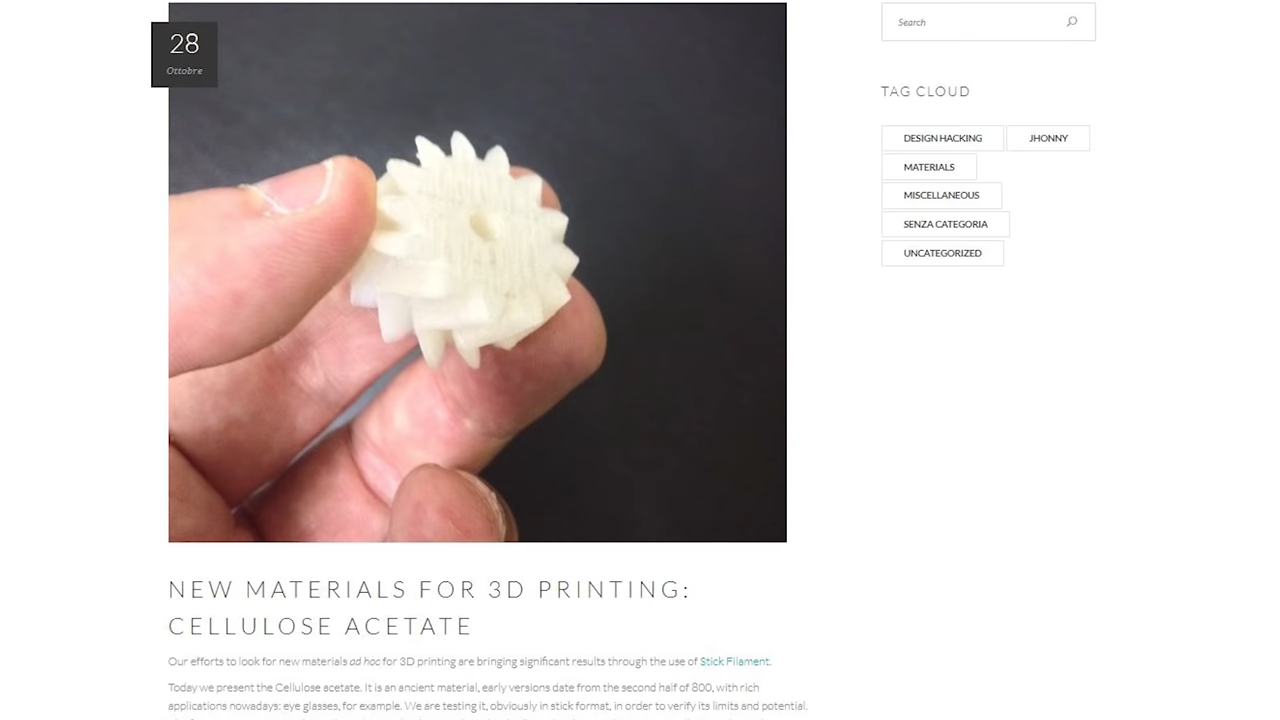 28
Ottobre
Search
TAG CLOUD
DESIGN HACKING
JHONNY
MATERIALS
MISCELLANEOUS
SENZA CATEGORIA
UNCATEGORIZED
NEW MATERIALS FOR 3D PRINTING:
CELLULOSE ACETATE
Our efforts to look for new materials ad hoc for 3D printing are bringing significant results through the use of Stick Filament.
Today we present the Cellulose acetate. It is an ancient material, early versions date from the second half of 800, with rich
applications nowadays: eye glasses, for example. We are testing it, obviously in stick format, in order to verify its limits and potential.